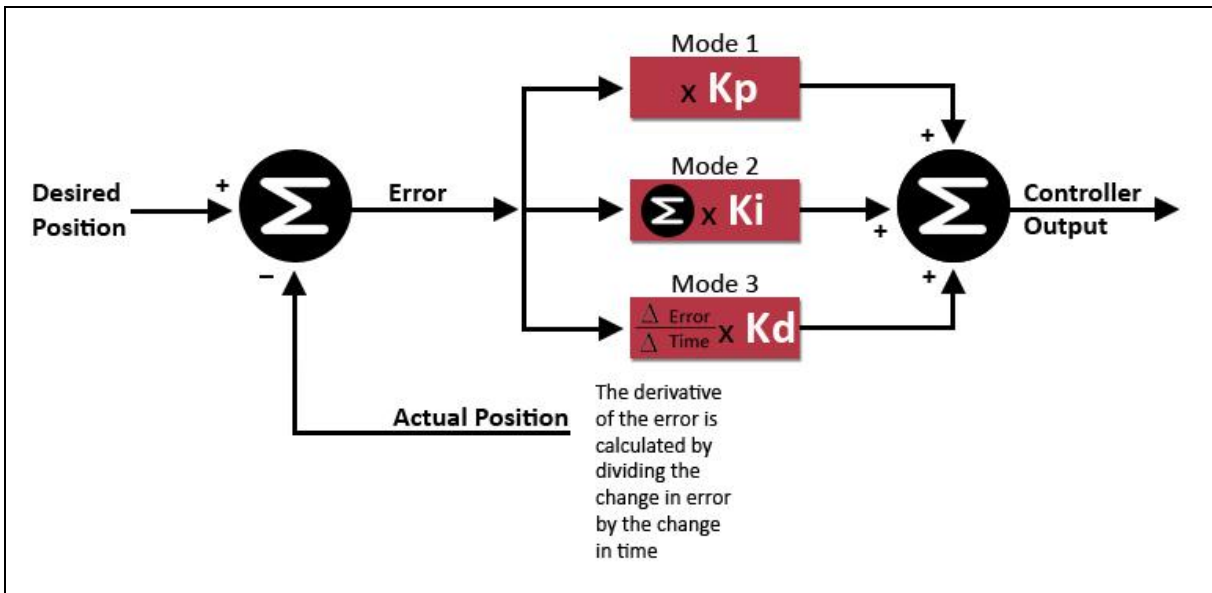 Mode 1
x Kp
+
Mode 2
Desired
Position
+
Σ
Error
Σ x Ki
+
Σ
Controller
Output
−
Mode 3
+
Δ Error
Δ Time
x Kd
Actual Position
The derivative
of the error is
calculated by
dividing the
change in error
by the change
in time